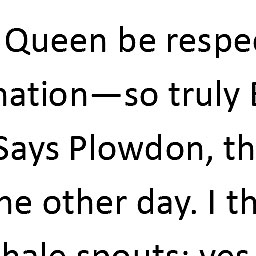 Queen be respe
nation—so truly
Says Plowdon, th
ne other day. I th
hale spouts: yes